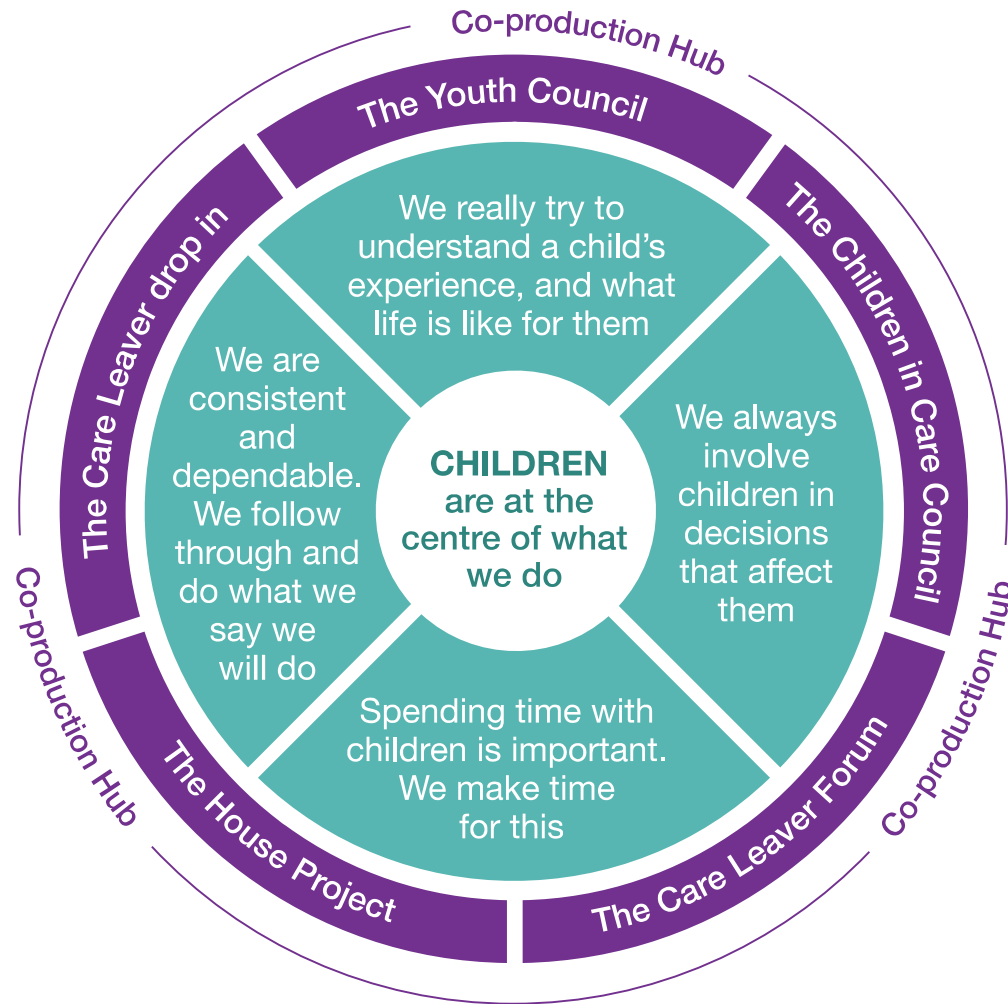 Co-production Hub
The Youth Council
The Children in Care Council
Co-production Hub
The Care Leaver Forum
The House Project
Co-production Hub
The Care Leaver drop in
We really try to
understand a child's
experience, and what
life is like for them
We always
involve
children in
decisions
that affect
them
Spending time with
children is important.
We make time
for this
We are
consistent
and
dependable.
We follow
through and
do what we
say we
will do
CHILDREN
are at the
centre of what
we do